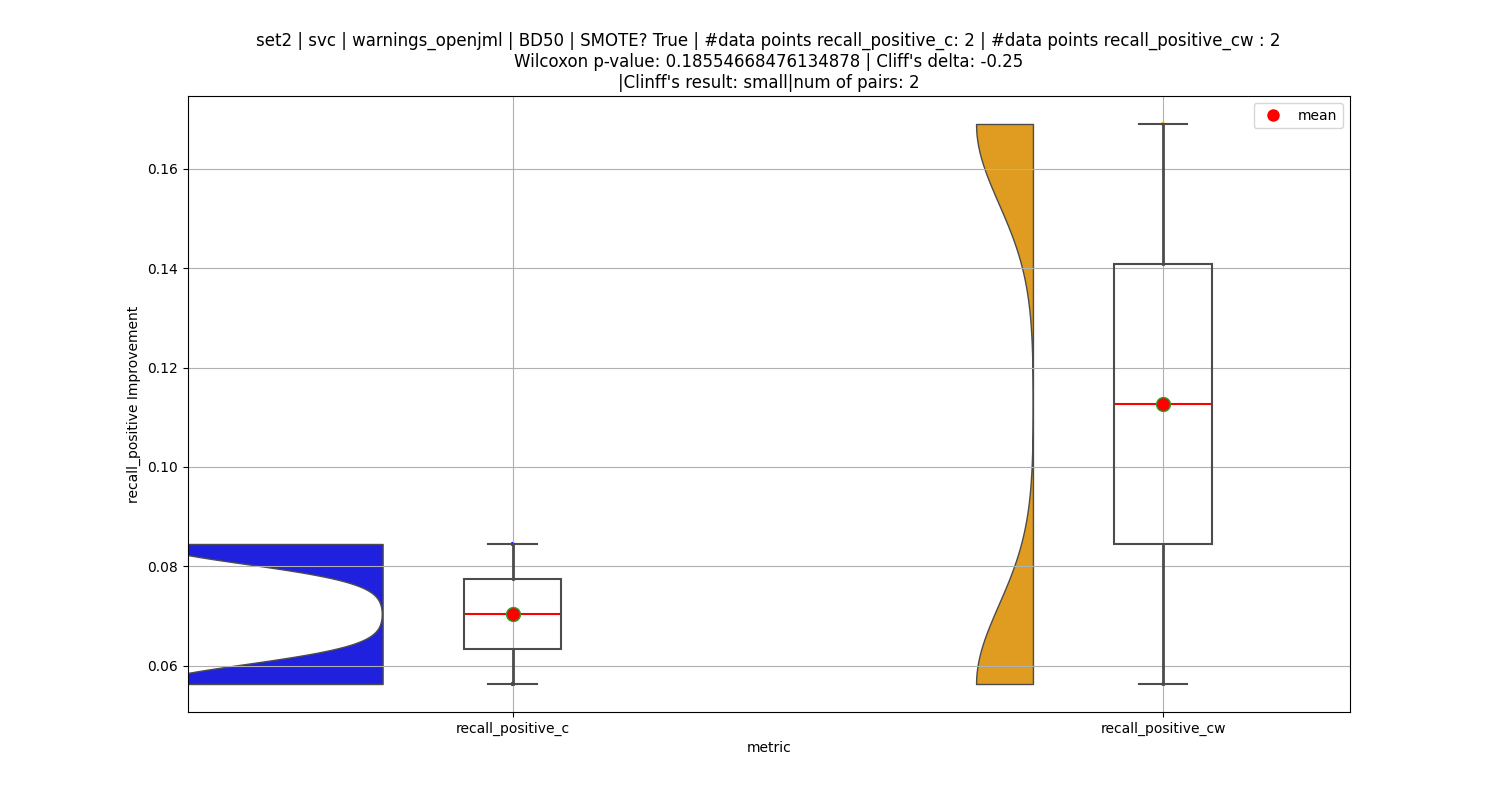 set2 | svc | warnings_openjml | BD50 | SMOTE? True | #data points recall_positive_c: 2 | #data points recall_positive_cw : 2
Wilcoxon p-value: 0.18554668476134878 | Cliff's delta: -0.25
|Clinff's result: small|num of pairs: 2
mean
0.16
0.14
0.12
0.10
0.08
0.06
recall_positive Improvement
recall_positive_c
recall_positive_cw
metric